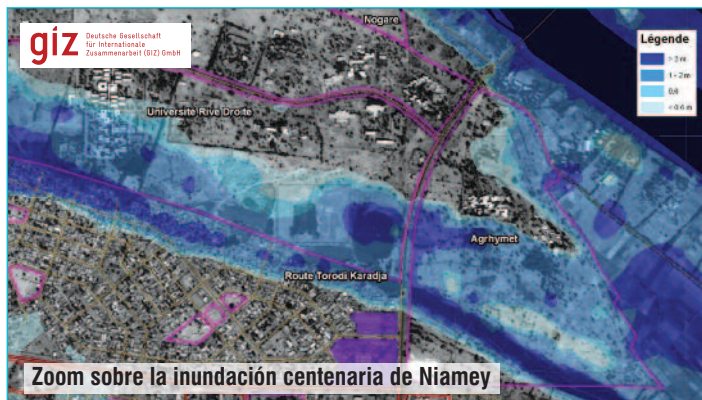 giz
Deutsche Gesellschaft
für Internationale
Zusammenarbeit (GIZ) GmbH
Nogare
Légende
> 2 m
1 - 2 m
0,6
< 0.6 m
Université Rive Droite
Agrhymet
Route Torodi Karadja
Zoom sobre la inundación centenaria de Niamey